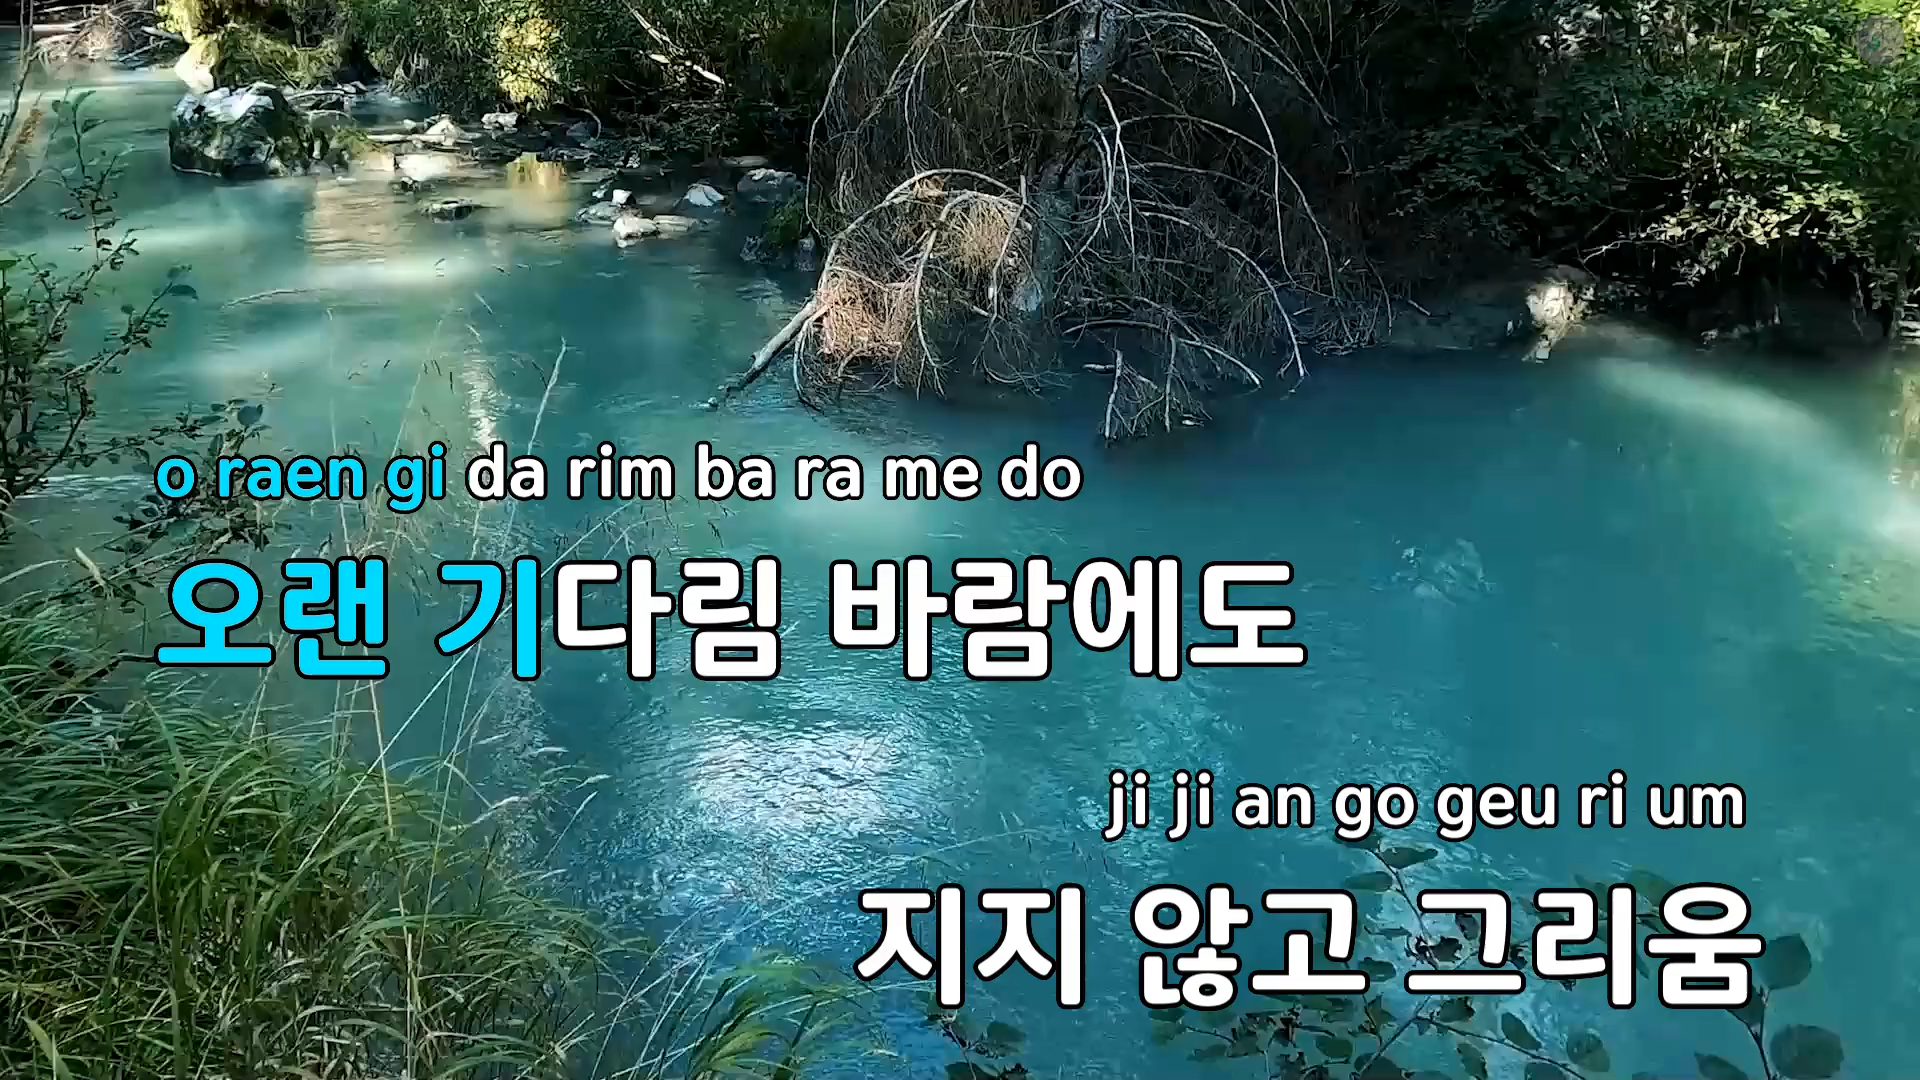 o raen gi da rim ba ra me do
오랜 기다림 바람에도
ji ji an go geu ri um
지지 않고 그리움